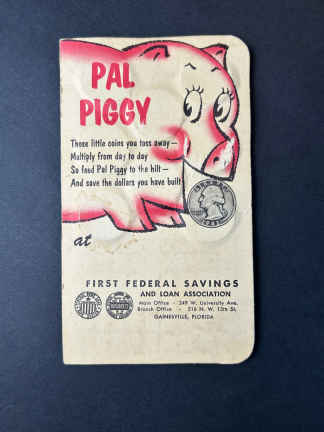 PAL
PIGGY
Those little coins you toss away—
Multiply from day to day
So feed Pal Piggy to the hilt—
And save the dollars you have built
at
LIBERTY
FIRST FEDERAL SAVINGS
AND LOAN ASSOCIATION
Main Office - 249 W. University Ave.
Branch Office - 516 N. W. 13th St.
GAINESVILLE, FLORIDA